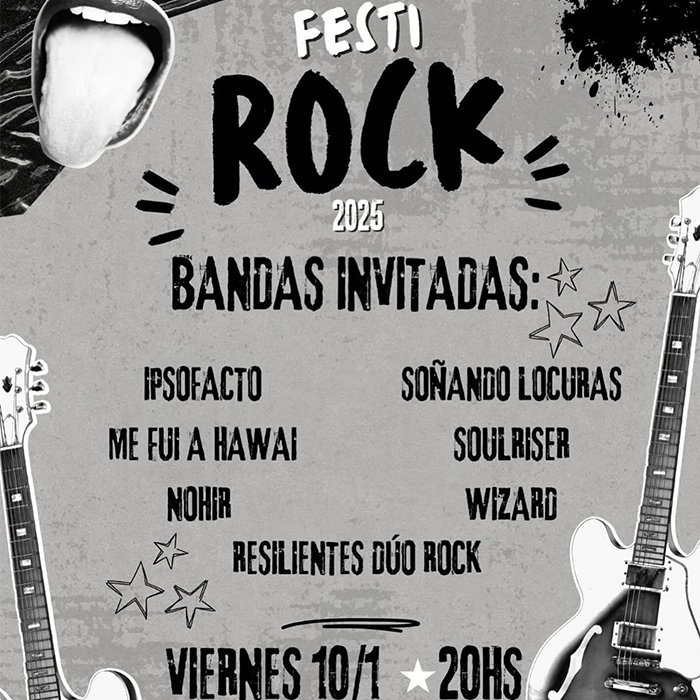 FESTI
ROCK
2025
BANDAS INVITADAS:
IPSOFACTO
SOÑANDO LOCURAS
ME FUI A HAWAI
SOULRISER
NOHIR
WIZARD
RESILIENTES DÚO ROCK
VIERNES 10/1 ★ 20HS